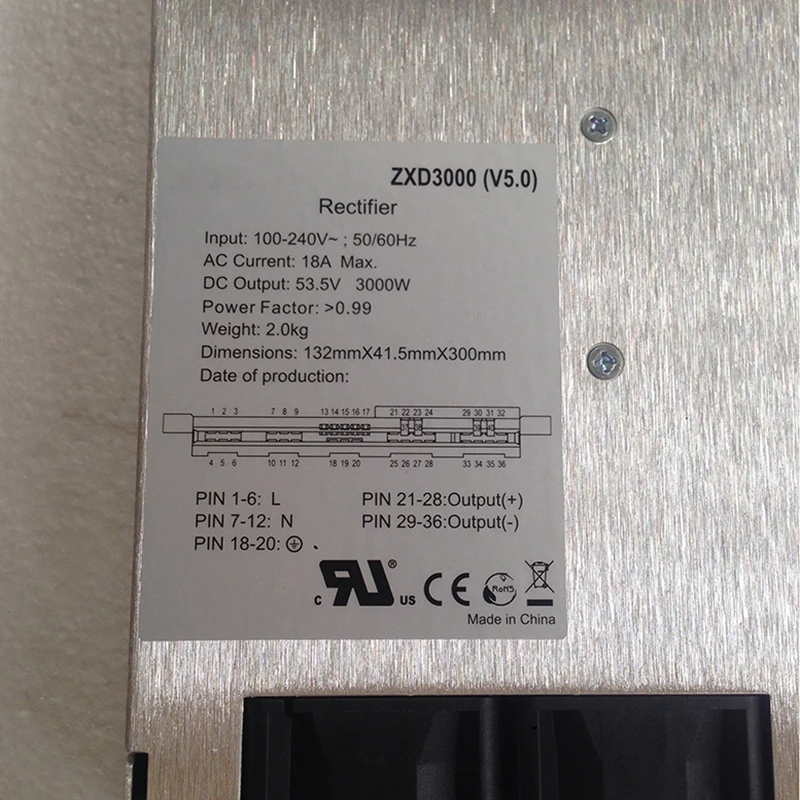 ZXD3000 (V5.0)
Rectifier
Input: 100-240V~ ; 50/60Hz
AC Current: 18A Max.
DC Output: 53.5V 3000W
Power Factor: >0.99
Weight: 2.0kg
Dimensions: 132mmX41.5mmX300mm
Date of production:
1 2 3 7 8 9 13 14 15 16 17 21 22 23 24 29 30 31 32
4 5 6 10 11 12 18 19 20 25 26 27 28 33 34 35 36
PIN 1-6: L PIN 21-28:Output(+)
PIN 7-12: N PIN 29-36:Output(-)
PIN 18-20:
c RU ® US CE RoHS
Made in China